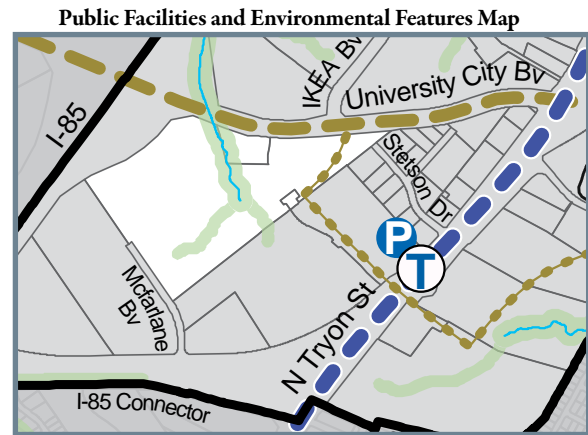 Public Facilities and Environmental Features Map
IKEA Bv
University City Bv
I-85
Stetson Dr
P
T
Mcfarlane
Bv
N Tryon St
I-85 Connector